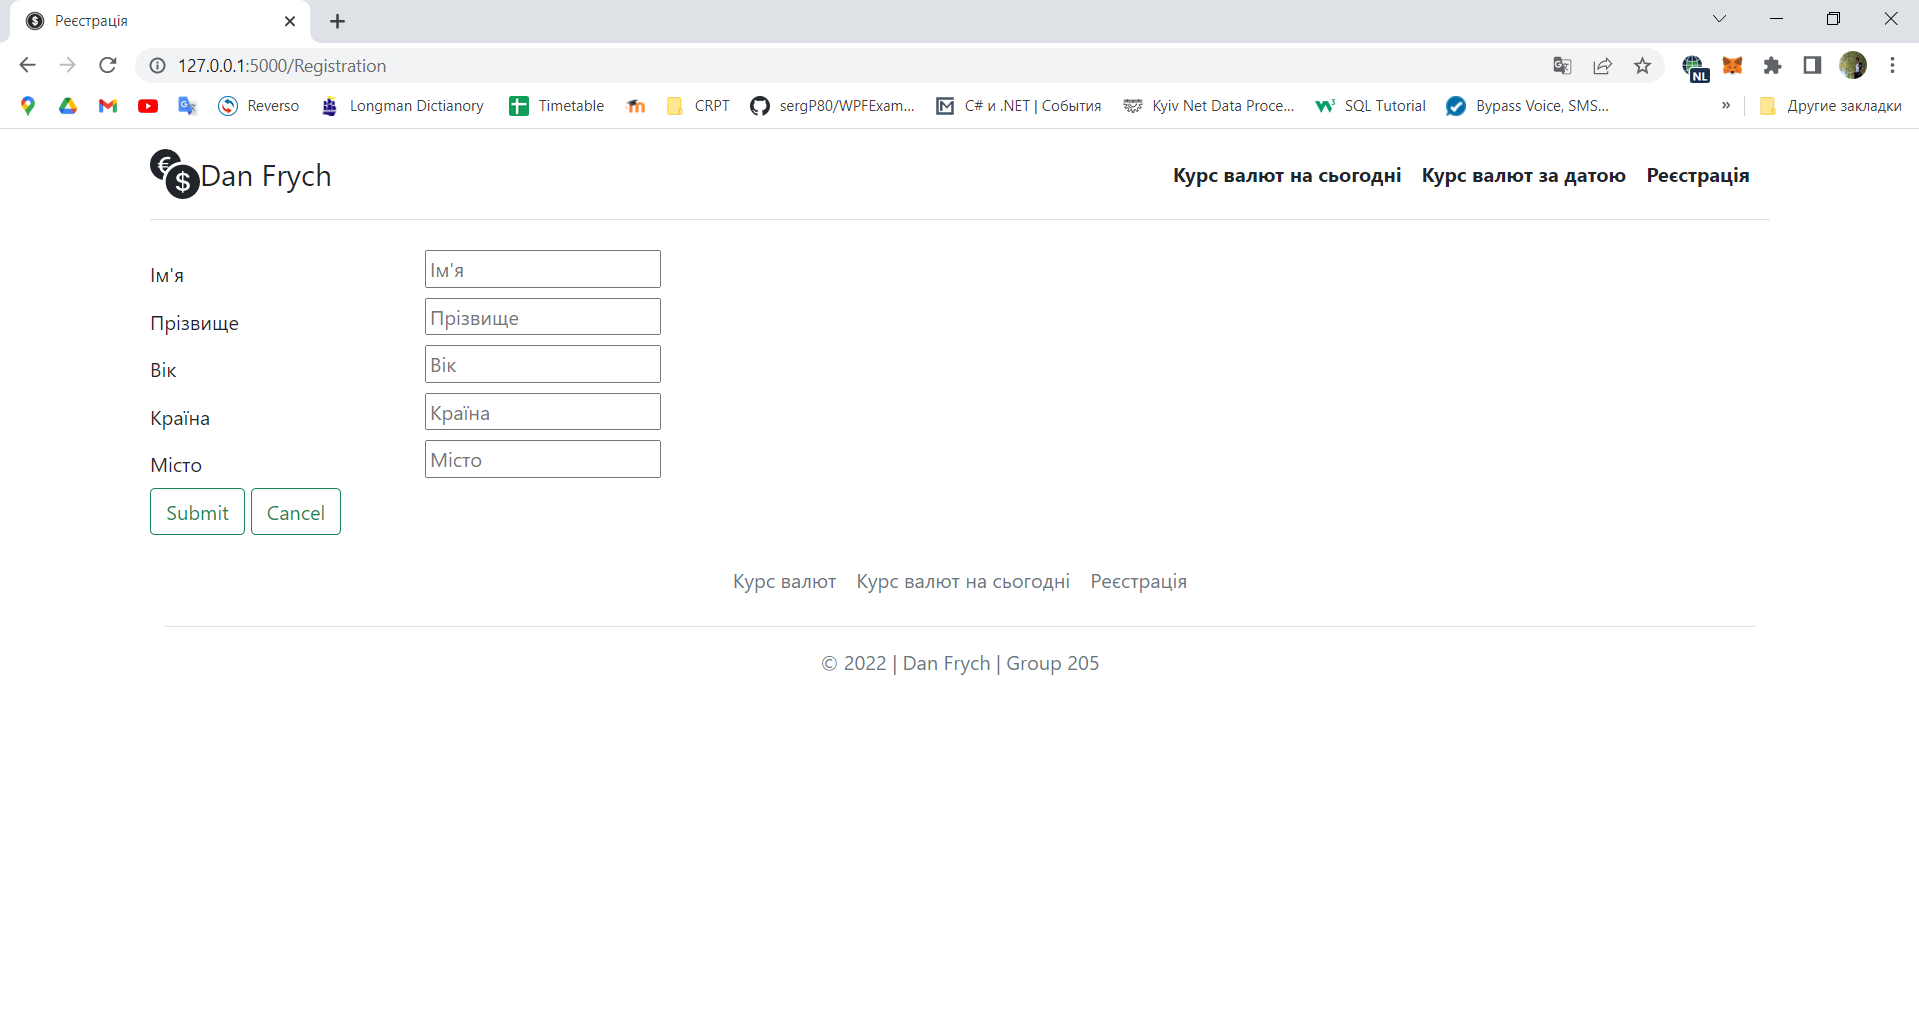 Реєстрація
127.0.0.1:5000/Registration
NL
Reverso Longman Dictianory Timetable CRPT sergP80/WPFExam... C# и .NET | События Kyiv Net Data Proce... SQL Tutorial Bypass Voice, SMS... » Другие закладки
€ $ Dan Frych Курс валют на сьогодні Курс валют за датою Реєстрація
Ім'я Ім'я
Прізвище Прізвище
Вік Вік
Країна Країна
Місто Місто
Submit Cancel
Курс валют Курс валют на сьогодні Реєстрація
© 2022 | Dan Frych | Group 205